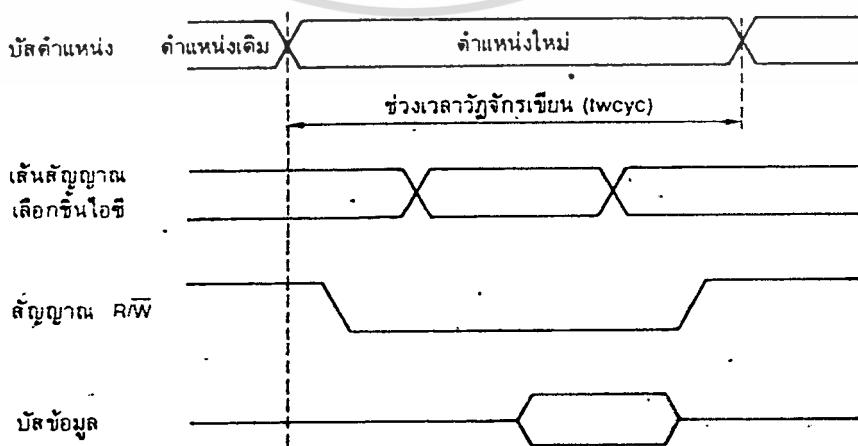 บัสตำแหน่ง ตำแหน่งเดิม ตำแหน่งใหม่
ช่วงเวลาวัฏจักรเขียน (twcyc)
เส้นสัญญาณ
เลือกชิ้นไอซี
สัญญาณ R/W̅
บัสข้อมูล